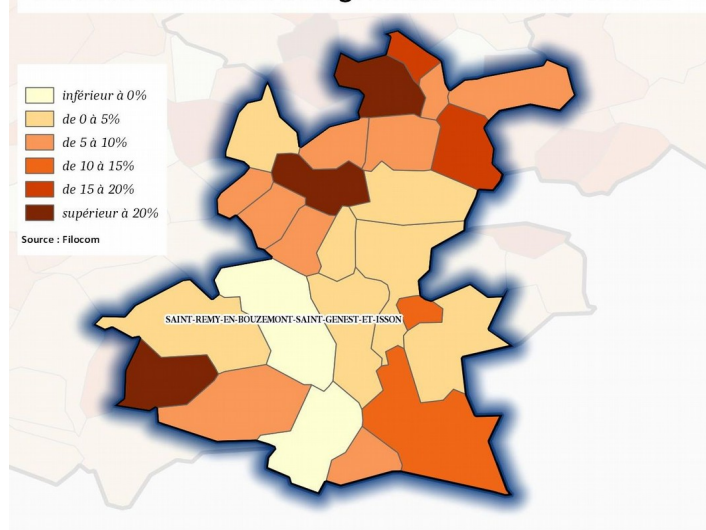 inférieur à 0%
de 0 à 5%
de 5 à 10%
de 10 à 15%
de 15 à 20%
supérieur à 20%
Source : Filocom
SAINT-REMY-EN-BOUZEMONT-SAINT-GENEST-ET-ISSON